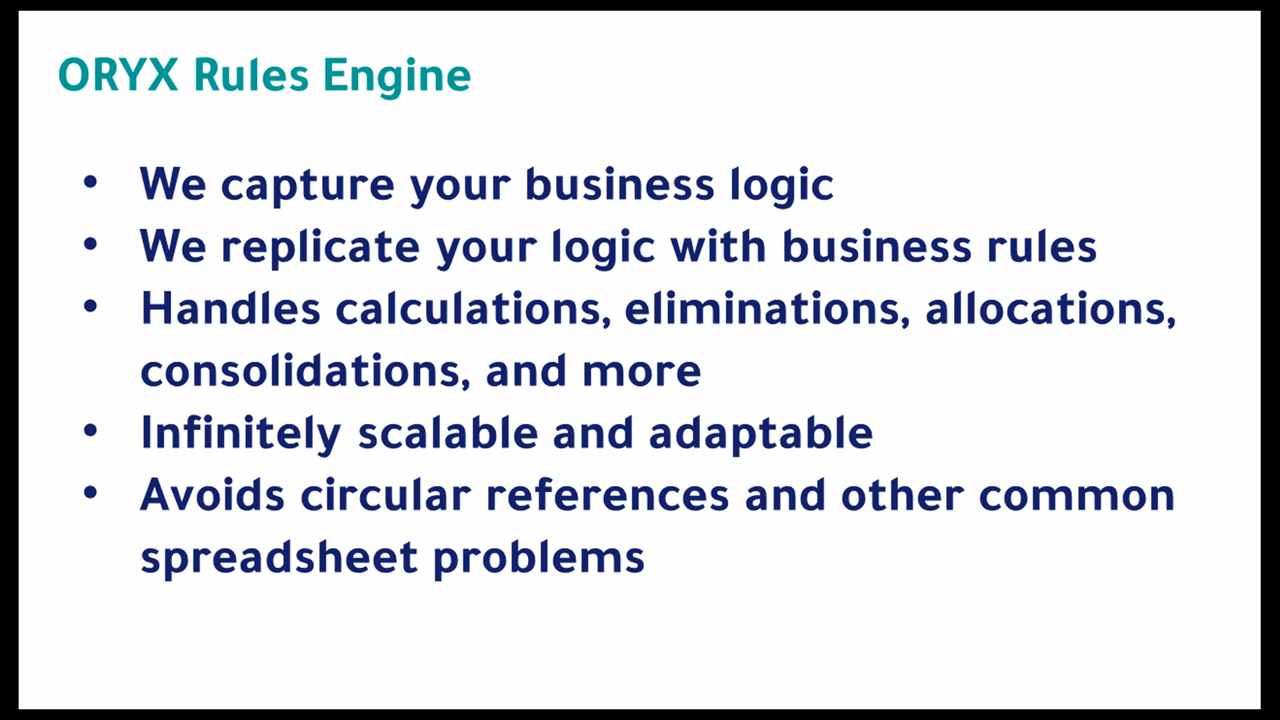 ORYX Rules Engine
• We capture your business logic
• We replicate your logic with business rules
• Handles calculations, eliminations, allocations,
consolidations, and more
• Infinitely scalable and adaptable
• Avoids circular references and other common
spreadsheet problems